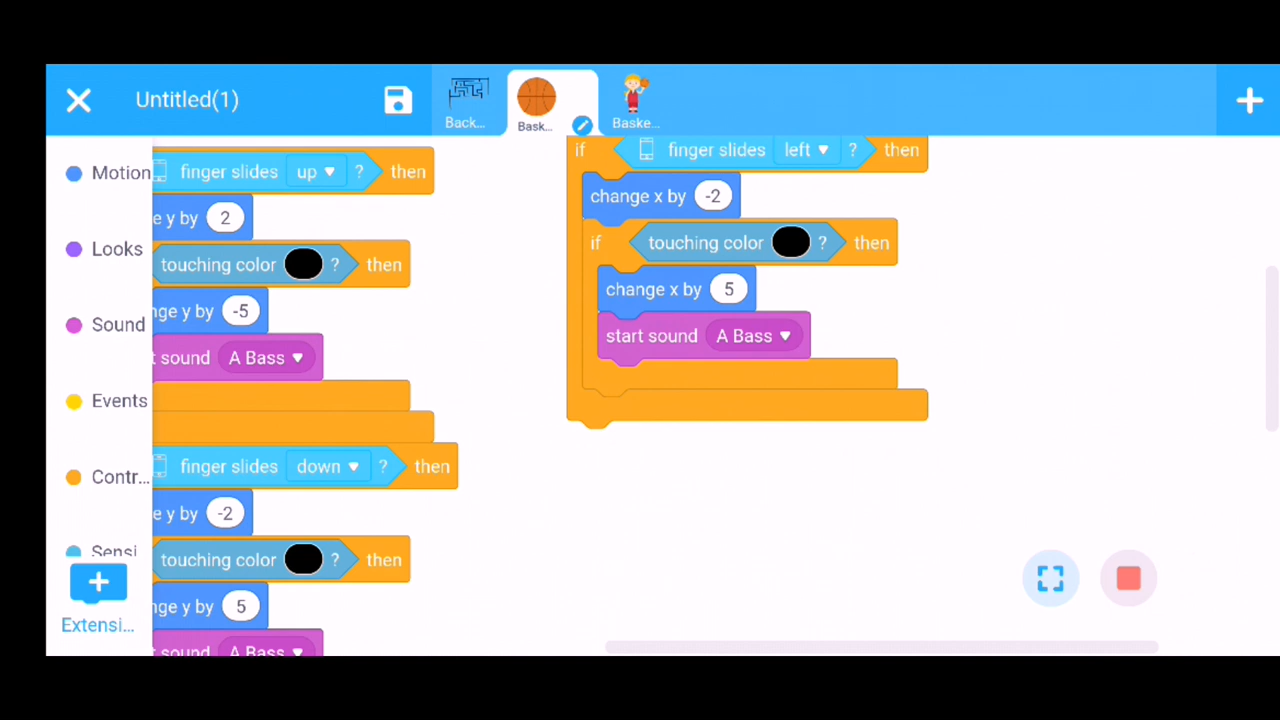 Untitled(1)
Back...
Bask...
Baske...
Motion
Looks
Sound
Events
Contr...
Sensi
Extensi...
finger slides up ? then
e y by 2
touching color ? then
nge y by -5
t sound A Bass
finger slides down ? then
e y by -2
touching color ? then
nge y by 5
sound A Bass
if finger slides left ? then
change x by -2
if touching color ? then
change x by 5
start sound A Bass